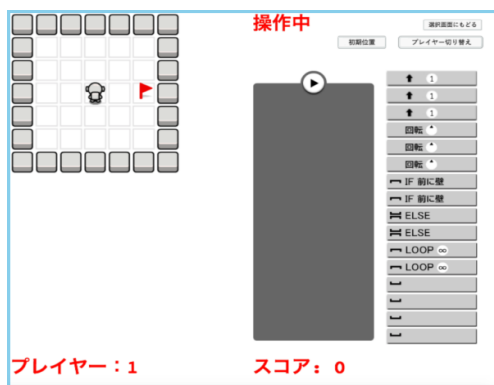 操作中
選択画面にもどる
初期位置
プレイヤー切り替え
1
1
1
回転
回転
回転
IF 前に壁
IF 前に壁
ELSE
ELSE
LOOP ∞
LOOP ∞
プレイヤー：1
スコア：0